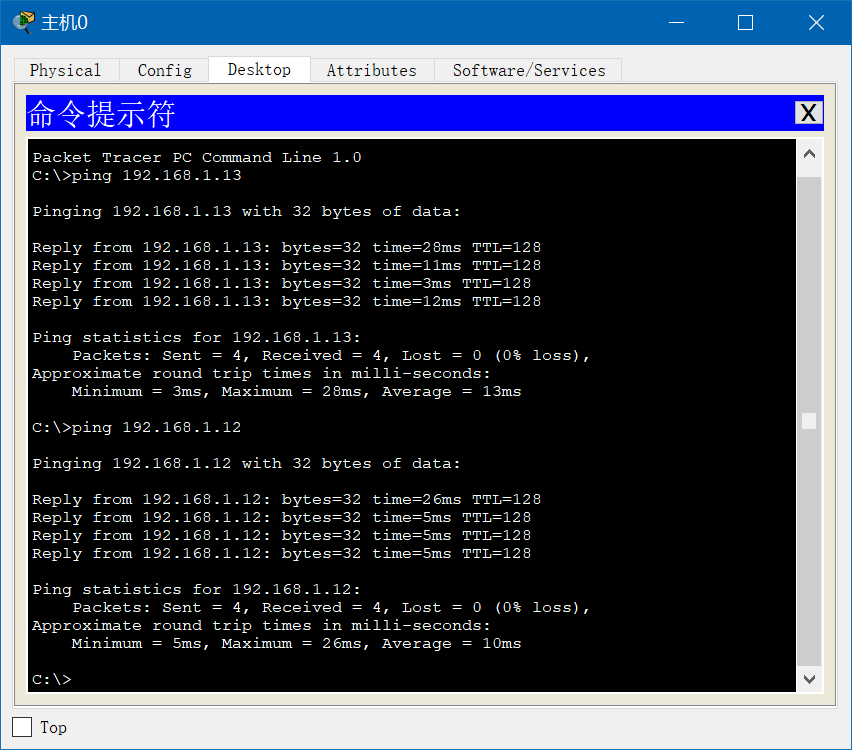 主机0
Physical Config Desktop Attributes Software/Services
命令提示符 X
Packet Tracer PC Command Line 1.0
C:\>ping 192.168.1.13
Pinging 192.168.1.13 with 32 bytes of data:
Reply from 192.168.1.13: bytes=32 time=28ms TTL=128
Reply from 192.168.1.13: bytes=32 time=11ms TTL=128
Reply from 192.168.1.13: bytes=32 time=3ms TTL=128
Reply from 192.168.1.13: bytes=32 time=12ms TTL=128
Ping statistics for 192.168.1.13:
Packets: Sent = 4, Received = 4, Lost = 0 (0% loss),
Approximate round trip times in milli-seconds:
Minimum = 3ms, Maximum = 28ms, Average = 13ms
C:\>ping 192.168.1.12
Pinging 192.168.1.12 with 32 bytes of data:
Reply from 192.168.1.12: bytes=32 time=26ms TTL=128
Reply from 192.168.1.12: bytes=32 time=5ms TTL=128
Reply from 192.168.1.12: bytes=32 time=5ms TTL=128
Reply from 192.168.1.12: bytes=32 time=5ms TTL=128
Ping statistics for 192.168.1.12:
Packets: Sent = 4, Received = 4, Lost = 0 (0% loss),
Approximate round trip times in milli-seconds:
Minimum = 5ms, Maximum = 26ms, Average = 10ms
C:\>
Top